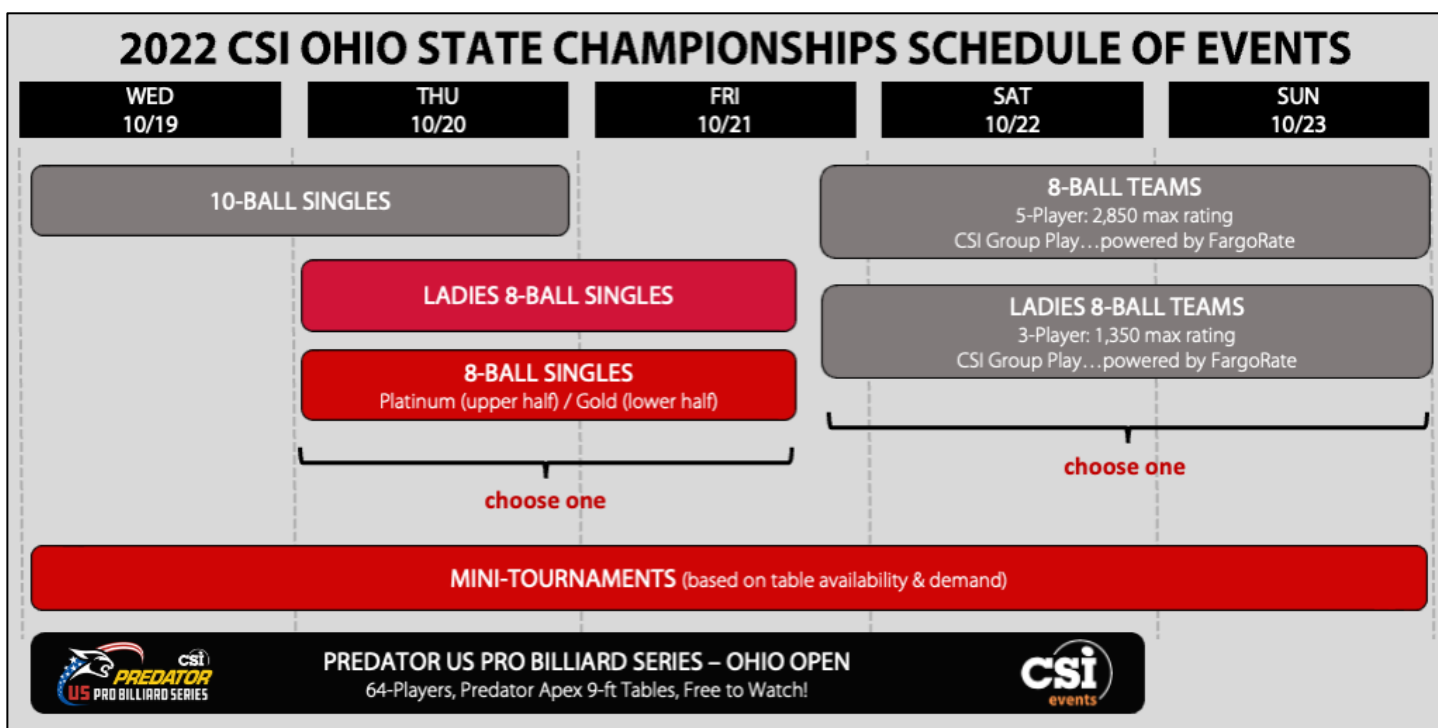 2022 CSI OHIO STATE CHAMPIONSHIPS SCHEDULE OF EVENTS
WED
10/19
THU
10/20
FRI
10/21
SAT
10/22
SUN
10/23
10-BALL SINGLES
8-BALL TEAMS
5-Player: 2,850 max rating
CSI Group Play...powered by FargoRate
LADIES 8-BALL SINGLES
LADIES 8-BALL TEAMS
3-Player: 1,350 max rating
CSI Group Play...powered by FargoRate
8-BALL SINGLES
Platinum (upper half) / Gold (lower half)
choose one
choose one
MINI-TOURNAMENTS (based on table availability & demand)
csi
PREDATOR
US PRO BILLIARD SERIES
PREDATOR US PRO BILLIARD SERIES – OHIO OPEN
64-Players, Predator Apex 9-ft Tables, Free to Watch!
csi
events